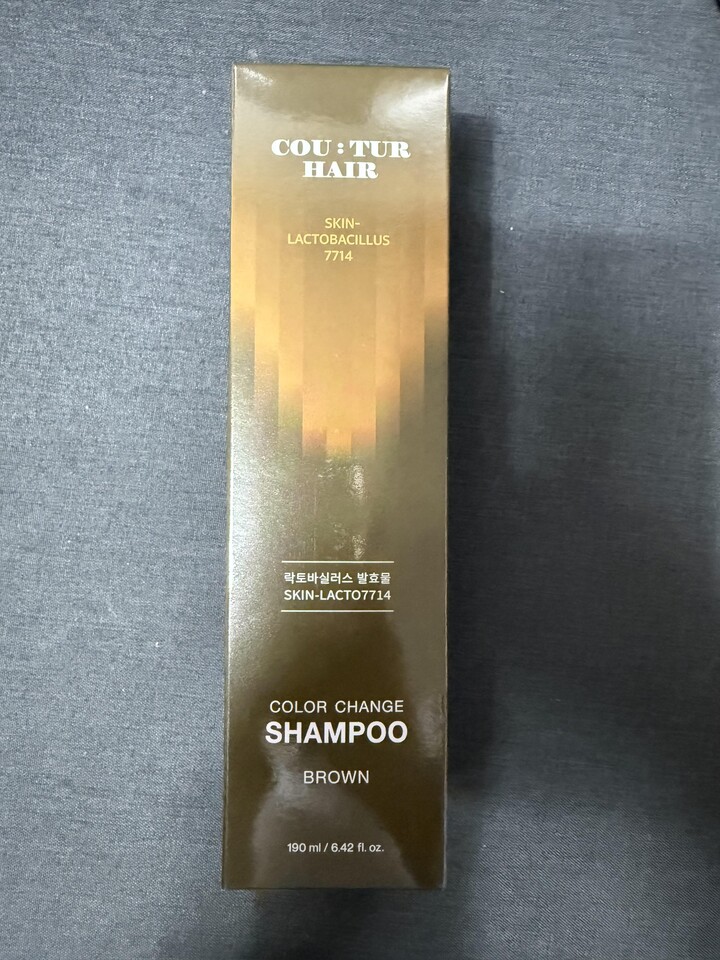 COU : TUR
HAIR
SKIN-
LACTOBACILLUS
7714
락토바실러스 발효물
SKIN-LACTO7714
COLOR CHANGE
SHAMPOO
BROWN
190 ml / 6.42 fl. oz.